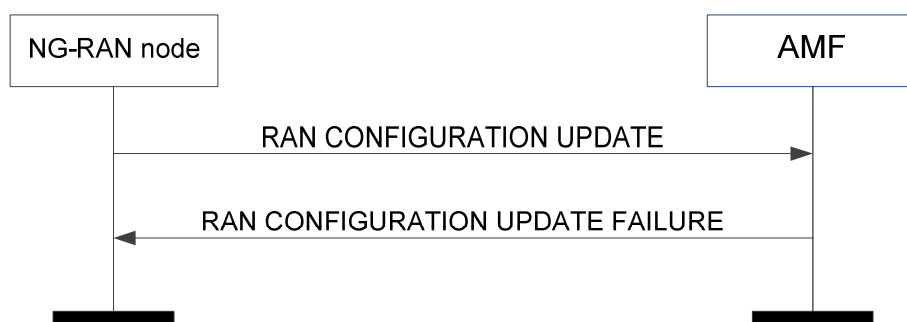 NG-RAN node
AMF
RAN CONFIGURATION UPDATE
RAN CONFIGURATION UPDATE FAILURE